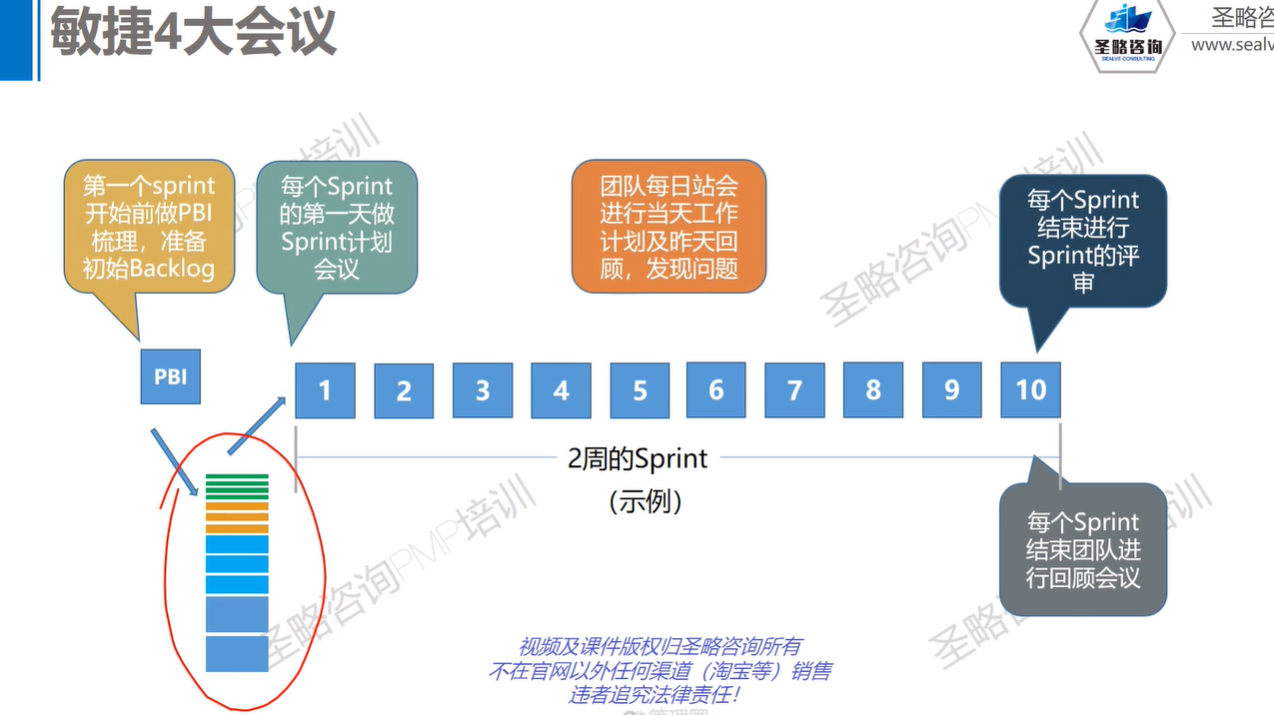 敏捷4大会议
圣略咨询
SEALVE CONSULTING
圣略咨
www.sealv
第一个sprint
开始前做PBI
梳理，准备
初始Backlog
每个Sprint
的第一天做
Sprint计划
会议
团队每日站会
进行当天工作
计划及昨天回
顾，发现问题
每个Sprint
结束进行
Sprint的评
审
PBI
1
2
3
4
5
6
7
8
9
10
2周的Sprint
（示例）
每个Sprint
结束团队进
行回顾会议
圣略咨询PMP培训
圣略咨询PMP培训
视频及课件版权归圣略咨询所有
不在官网以外任何渠道（淘宝等）销售
违者追究法律责任！